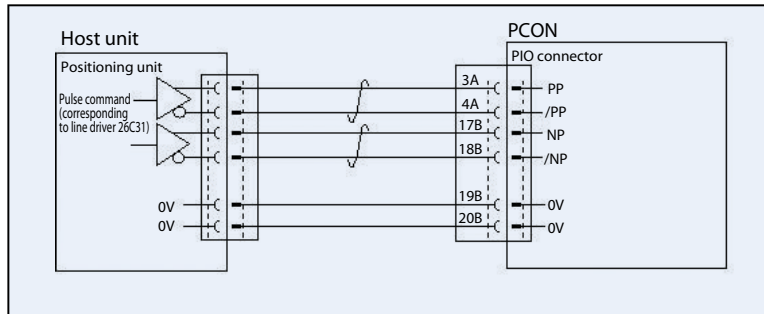 Host unit
PCON
Positioning unit
PIO connector
Pulse command
(corresponding
to line driver 26C31)
3A
PP
4A
/PP
17B
NP
18B
/NP
0V
19B
0V
0V
20B
0V